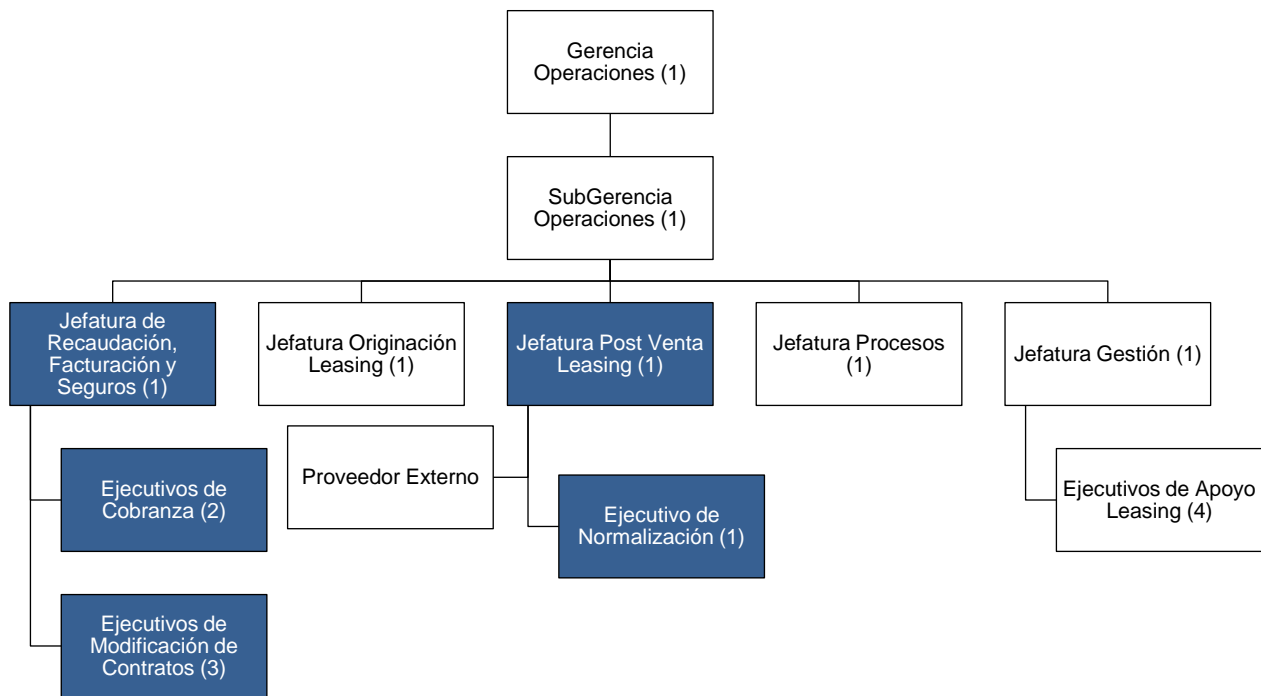 Gerencia
Operaciones (1)
SubGerencia
Operaciones (1)
Jefatura de
Recaudación,
Facturación y
Seguros (1)
Jefatura Originación
Leasing (1)
Jefatura Post Venta
Leasing (1)
Jefatura Procesos
(1)
Jefatura Gestión (1)
Ejecutivos de
Cobranza (2)
Proveedor Externo
Ejecutivo de
Normalización (1)
Ejecutivos de Apoyo
Leasing (4)
Ejecutivos de
Modificación de
Contratos (3)